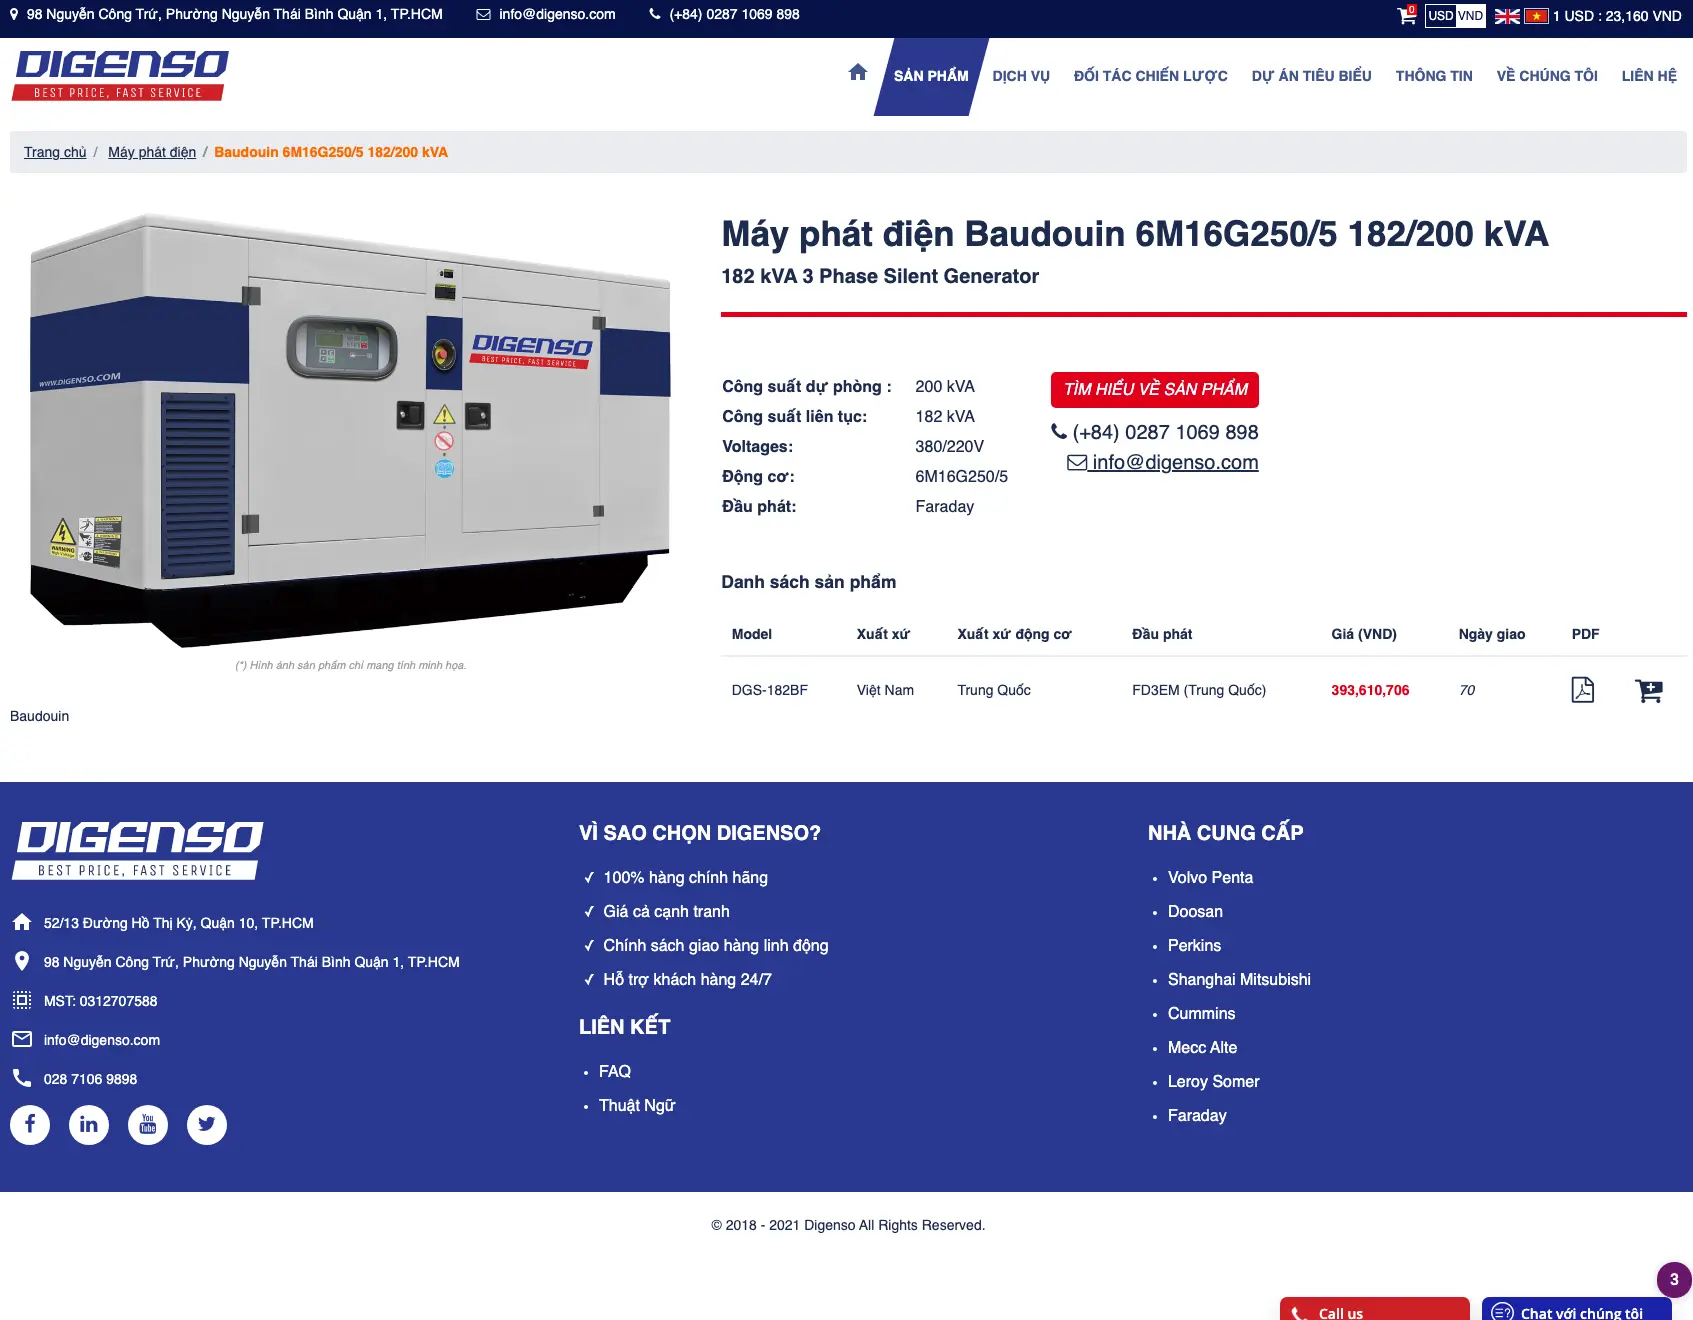 98 Nguyễn Công Trứ, Phường Nguyễn Thái Bình Quận 1, TP.HCM info@digenso.com (+84) 0287 1069 898 0 USD VND 1 USD : 23,160 VND
DIGENSO
BEST PRICE, FAST SERVICE
SẢN PHẨM DỊCH VỤ ĐỐI TÁC CHIẾN LƯỢC DỰ ÁN TIÊU BIỂU THÔNG TIN VỀ CHÚNG TÔI LIÊN HỆ
Trang chủ / Máy phát điện / Baudouin 6M16G250/5 182/200 kVA
DIGENSO
BEST PRICE, FAST SERVICE
WWW.DIGENSO.COM
WARNING
(*) Hình ảnh sản phẩm chỉ mang tính minh họa.
Baudouin
Máy phát điện Baudouin 6M16G250/5 182/200 kVA
182 kVA 3 Phase Silent Generator
Công suất dự phòng : 200 kVA
Công suất liên tục: 182 kVA
Voltages: 380/220V
Động cơ: 6M16G250/5
Đầu phát: Faraday
TÌM HIỂU VỀ SẢN PHẨM
(+84) 0287 1069 898
info@digenso.com
Danh sách sản phẩm
Model Xuất xứ Xuất xứ động cơ Đầu phát Giá (VND) Ngày giao PDF
DGS-182BF Việt Nam Trung Quốc FD3EM (Trung Quốc) 393,610,706 70
DIGENSO
BEST PRICE, FAST SERVICE
52/13 Đường Hồ Thị Kỷ, Quận 10, TP.HCM
98 Nguyễn Công Trứ, Phường Nguyễn Thái Bình Quận 1, TP.HCM
MST: 0312707588
info@digenso.com
028 7106 9898
You
Tube
VÌ SAO CHỌN DIGENSO?
✓ 100% hàng chính hãng
✓ Giá cả cạnh tranh
✓ Chính sách giao hàng linh động
✓ Hỗ trợ khách hàng 24/7
LIÊN KẾT
• FAQ
• Thuật Ngữ
NHÀ CUNG CẤP
• Volvo Penta
• Doosan
• Perkins
• Shanghai Mitsubishi
• Cummins
• Mecc Alte
• Leroy Somer
• Faraday
© 2018 - 2021 Digenso All Rights Reserved.
3
Call us
Chat với chúng tôi